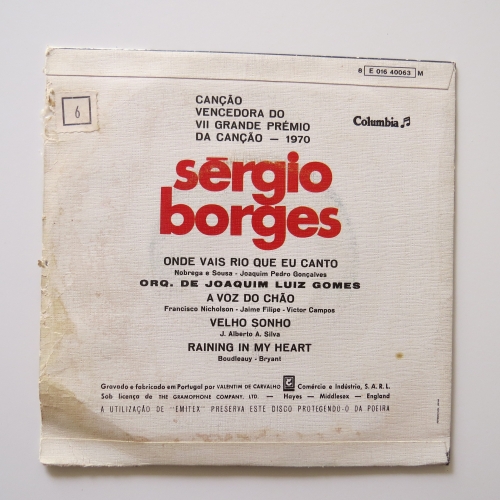 8 E 016 40063 M
6
CANÇÃO
VENCEDORA DO
VII GRANDE PRÉMIO
DA CANÇÃO — 1970
Columbia
sērgio
borges
ONDE VAIS RIO QUE EU CANTO
Nobrega e Sousa - Joaquim Pedro Gonçalves
ORQ. DE JOAQUIM LUIZ GOMES
A VOZ DO CHÃO
Francisco Nicholson - Jaime Filipe - Victor Campos
VELHO SONHO
J. Alberto A. Silva
RAINING IN MY HEART
Boudleauy - Bryant
Gravado e fabricado em Portugal por VALENTIM DE CARVALHO Comércio e Indústria, S. A. R. L.
Sob licença de THE GRAMOPHONE COMPANY. LTD. — Hayes — Middlesex — England
A UTILIZAÇÃO DE "EMITEX" PRESERVA ESTE DISCO PROTEGENDO-O DA POEIRA